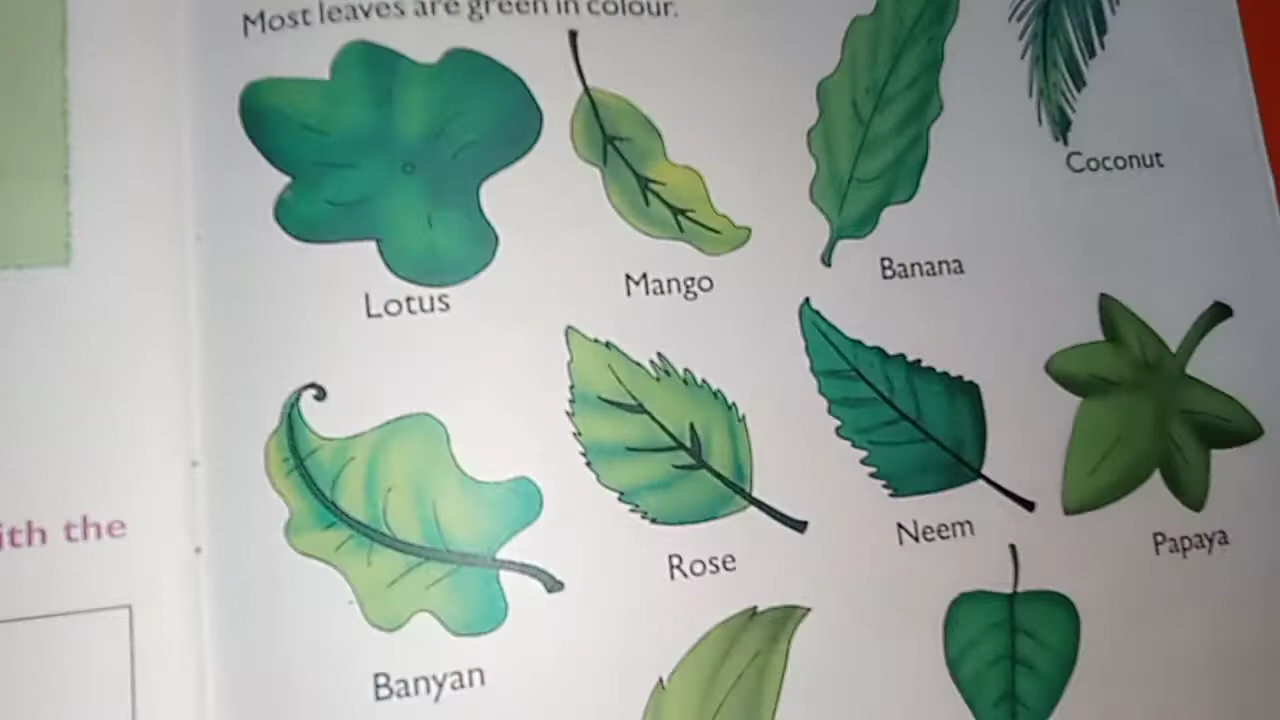 Most leaves are green in colour.
Coconut
Lotus
Mango
Banana
ith the
Rose
Neem
Papaya
Banyan